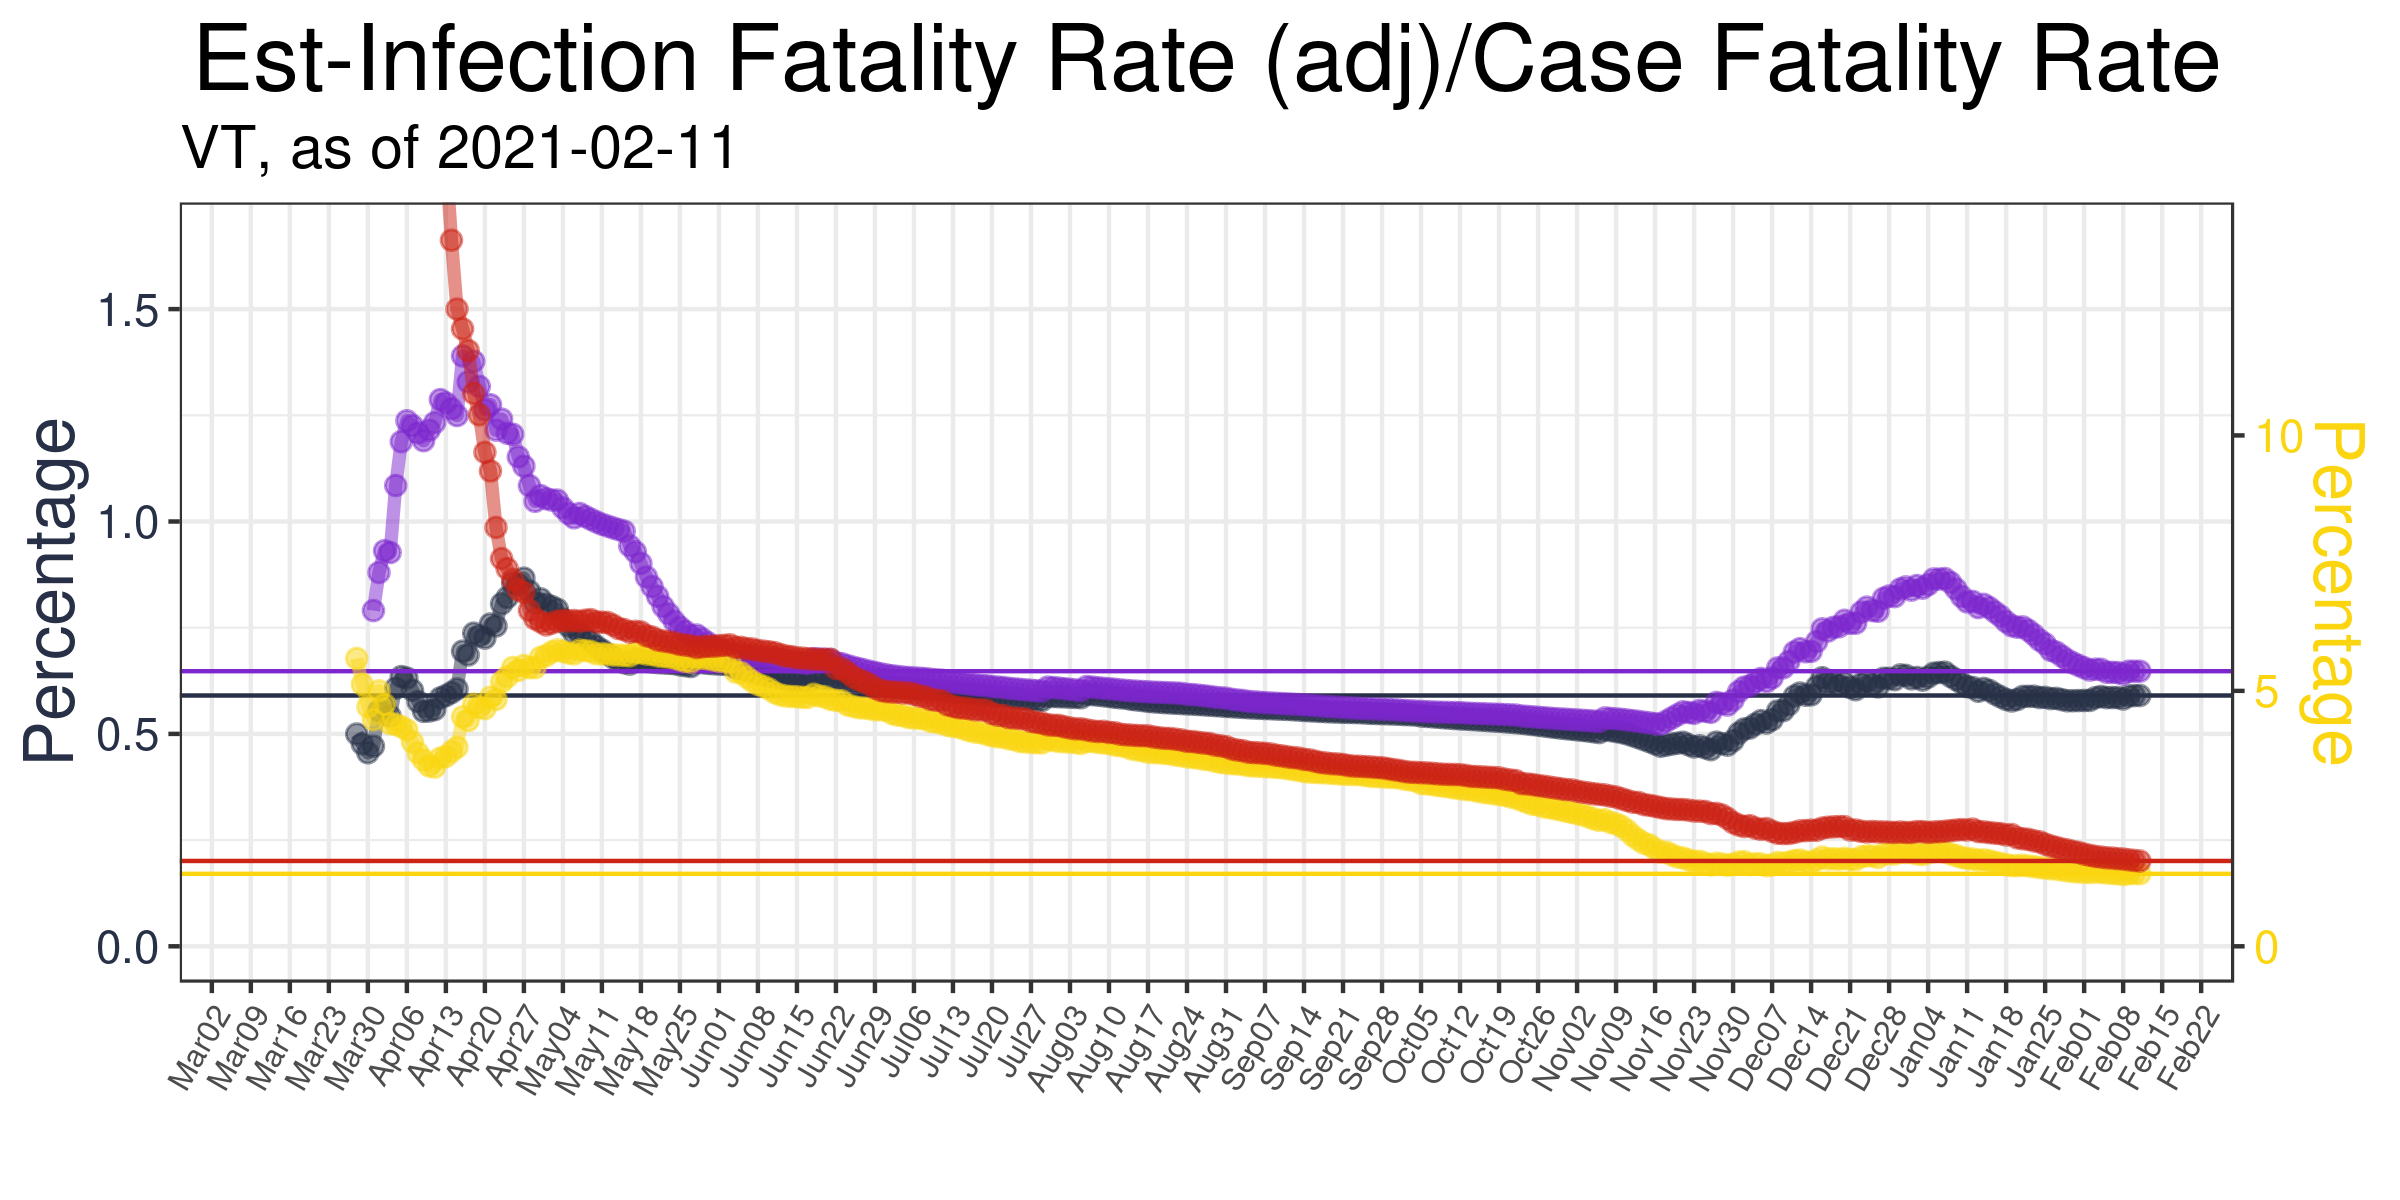 Est-Infection Fatality Rate (adj)/Case Fatality Rate
VT, as of 2021-02-11
Percentage
1.5
1.0
0.5
0.0
10
5
0
Percentage
Mar02 Mar09 Mar16 Mar23 Mar30 Apr06 Apr13 Apr20 Apr27 May04 May11 May18 May25 Jun01 Jun08 Jun15 Jun22 Jun29 Jul06 Jul13 Jul20 Jul27 Aug03 Aug10 Aug17 Aug24 Aug31 Sep07 Sep14 Sep21 Sep28 Oct05 Oct12 Oct19 Oct26 Nov02 Nov09 Nov16 Nov23 Nov30 Dec07 Dec14 Dec21 Dec28 Jan04 Jan11 Jan18 Jan25 Feb01 Feb08 Feb15 Feb22